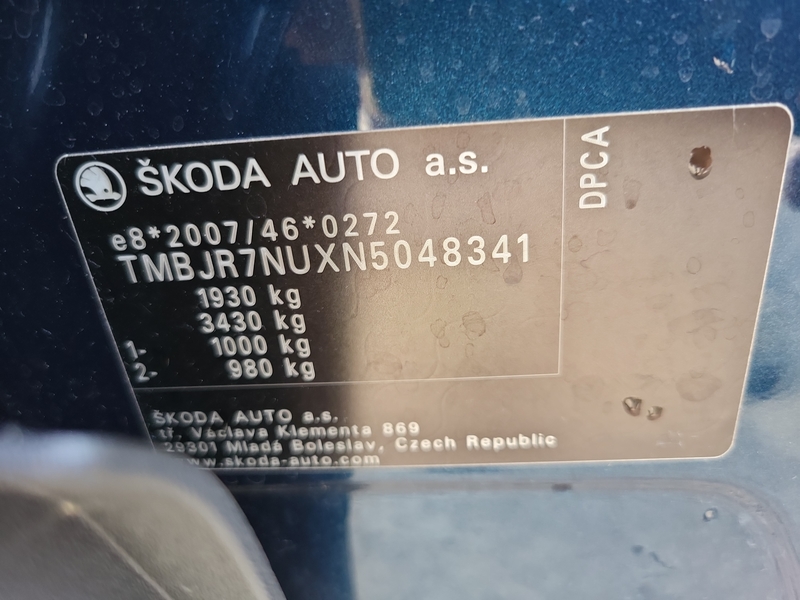 ŠKODA AUTO a.s.
DPCA
e8*2007/46*0272
TMBJR7NUXN5048341
1930 kg
3430 kg
1- 1000 kg
2- 980 kg
ŠKODA AUTO a.s.
tř. Václava Klementa 869
29301 Mladá Boleslav, Czech Republic
www.skoda-auto.com